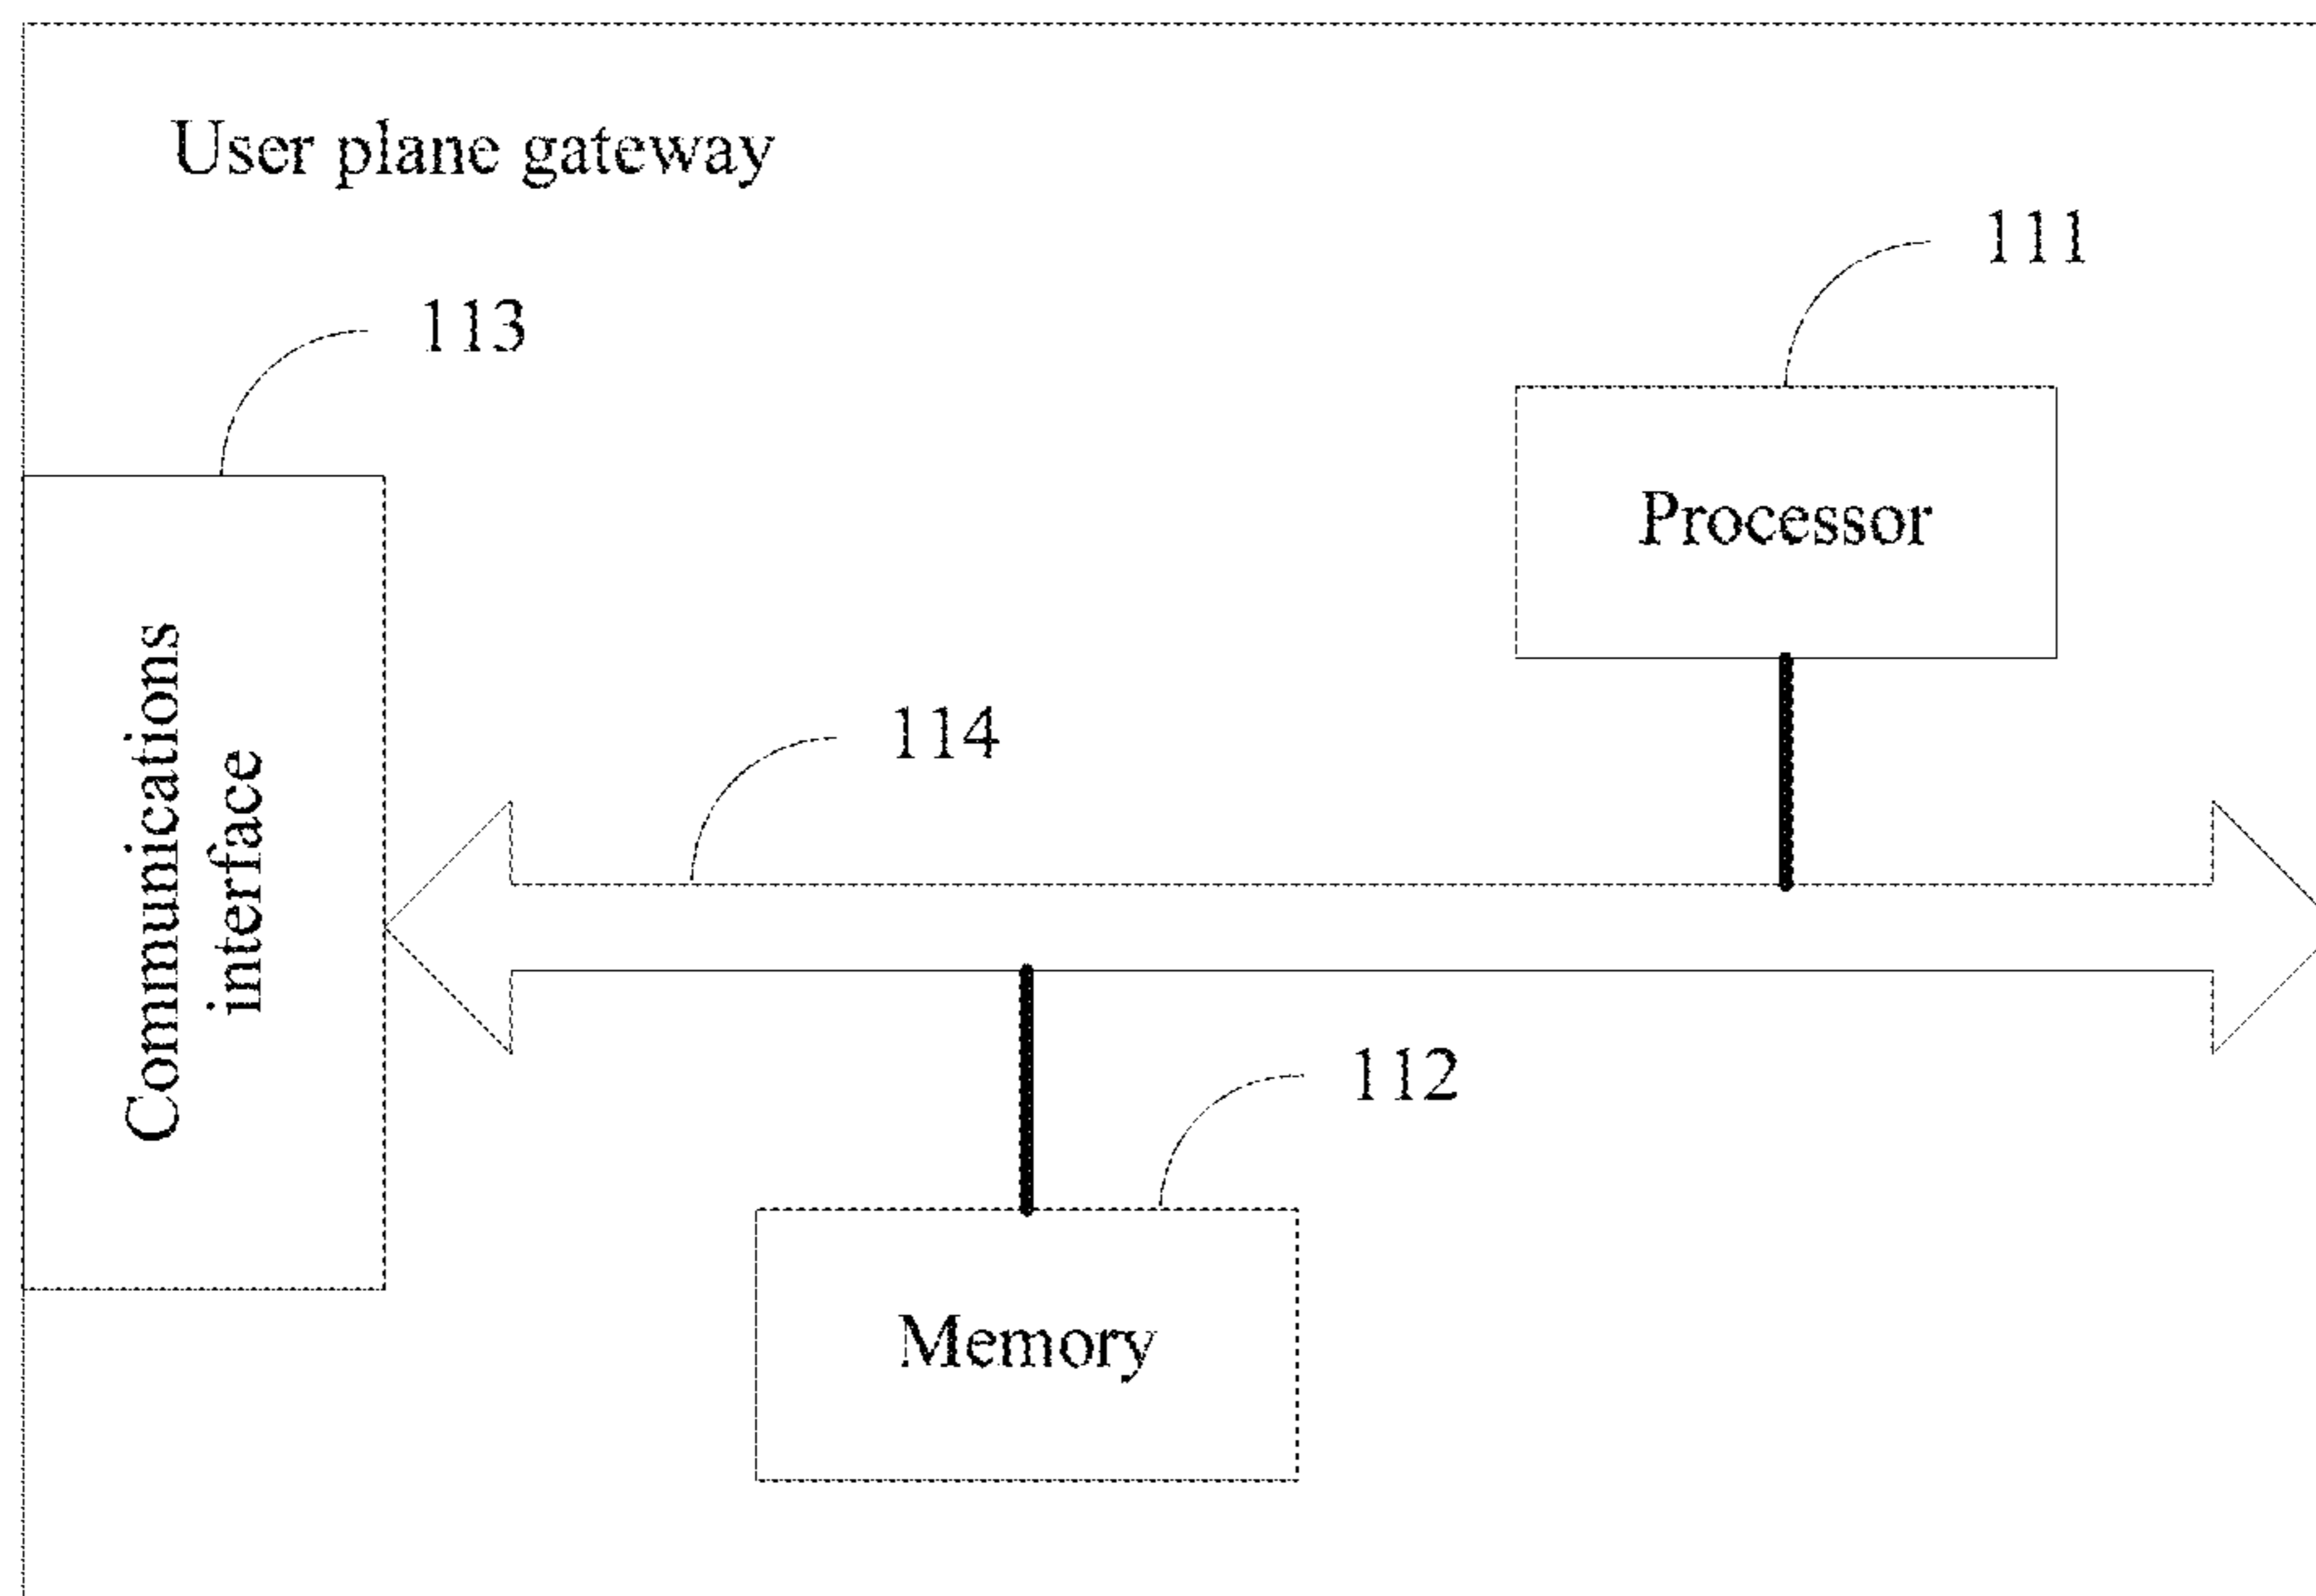 User plane gateway
111
113
Processor
Communications
interface
114
112
Memory